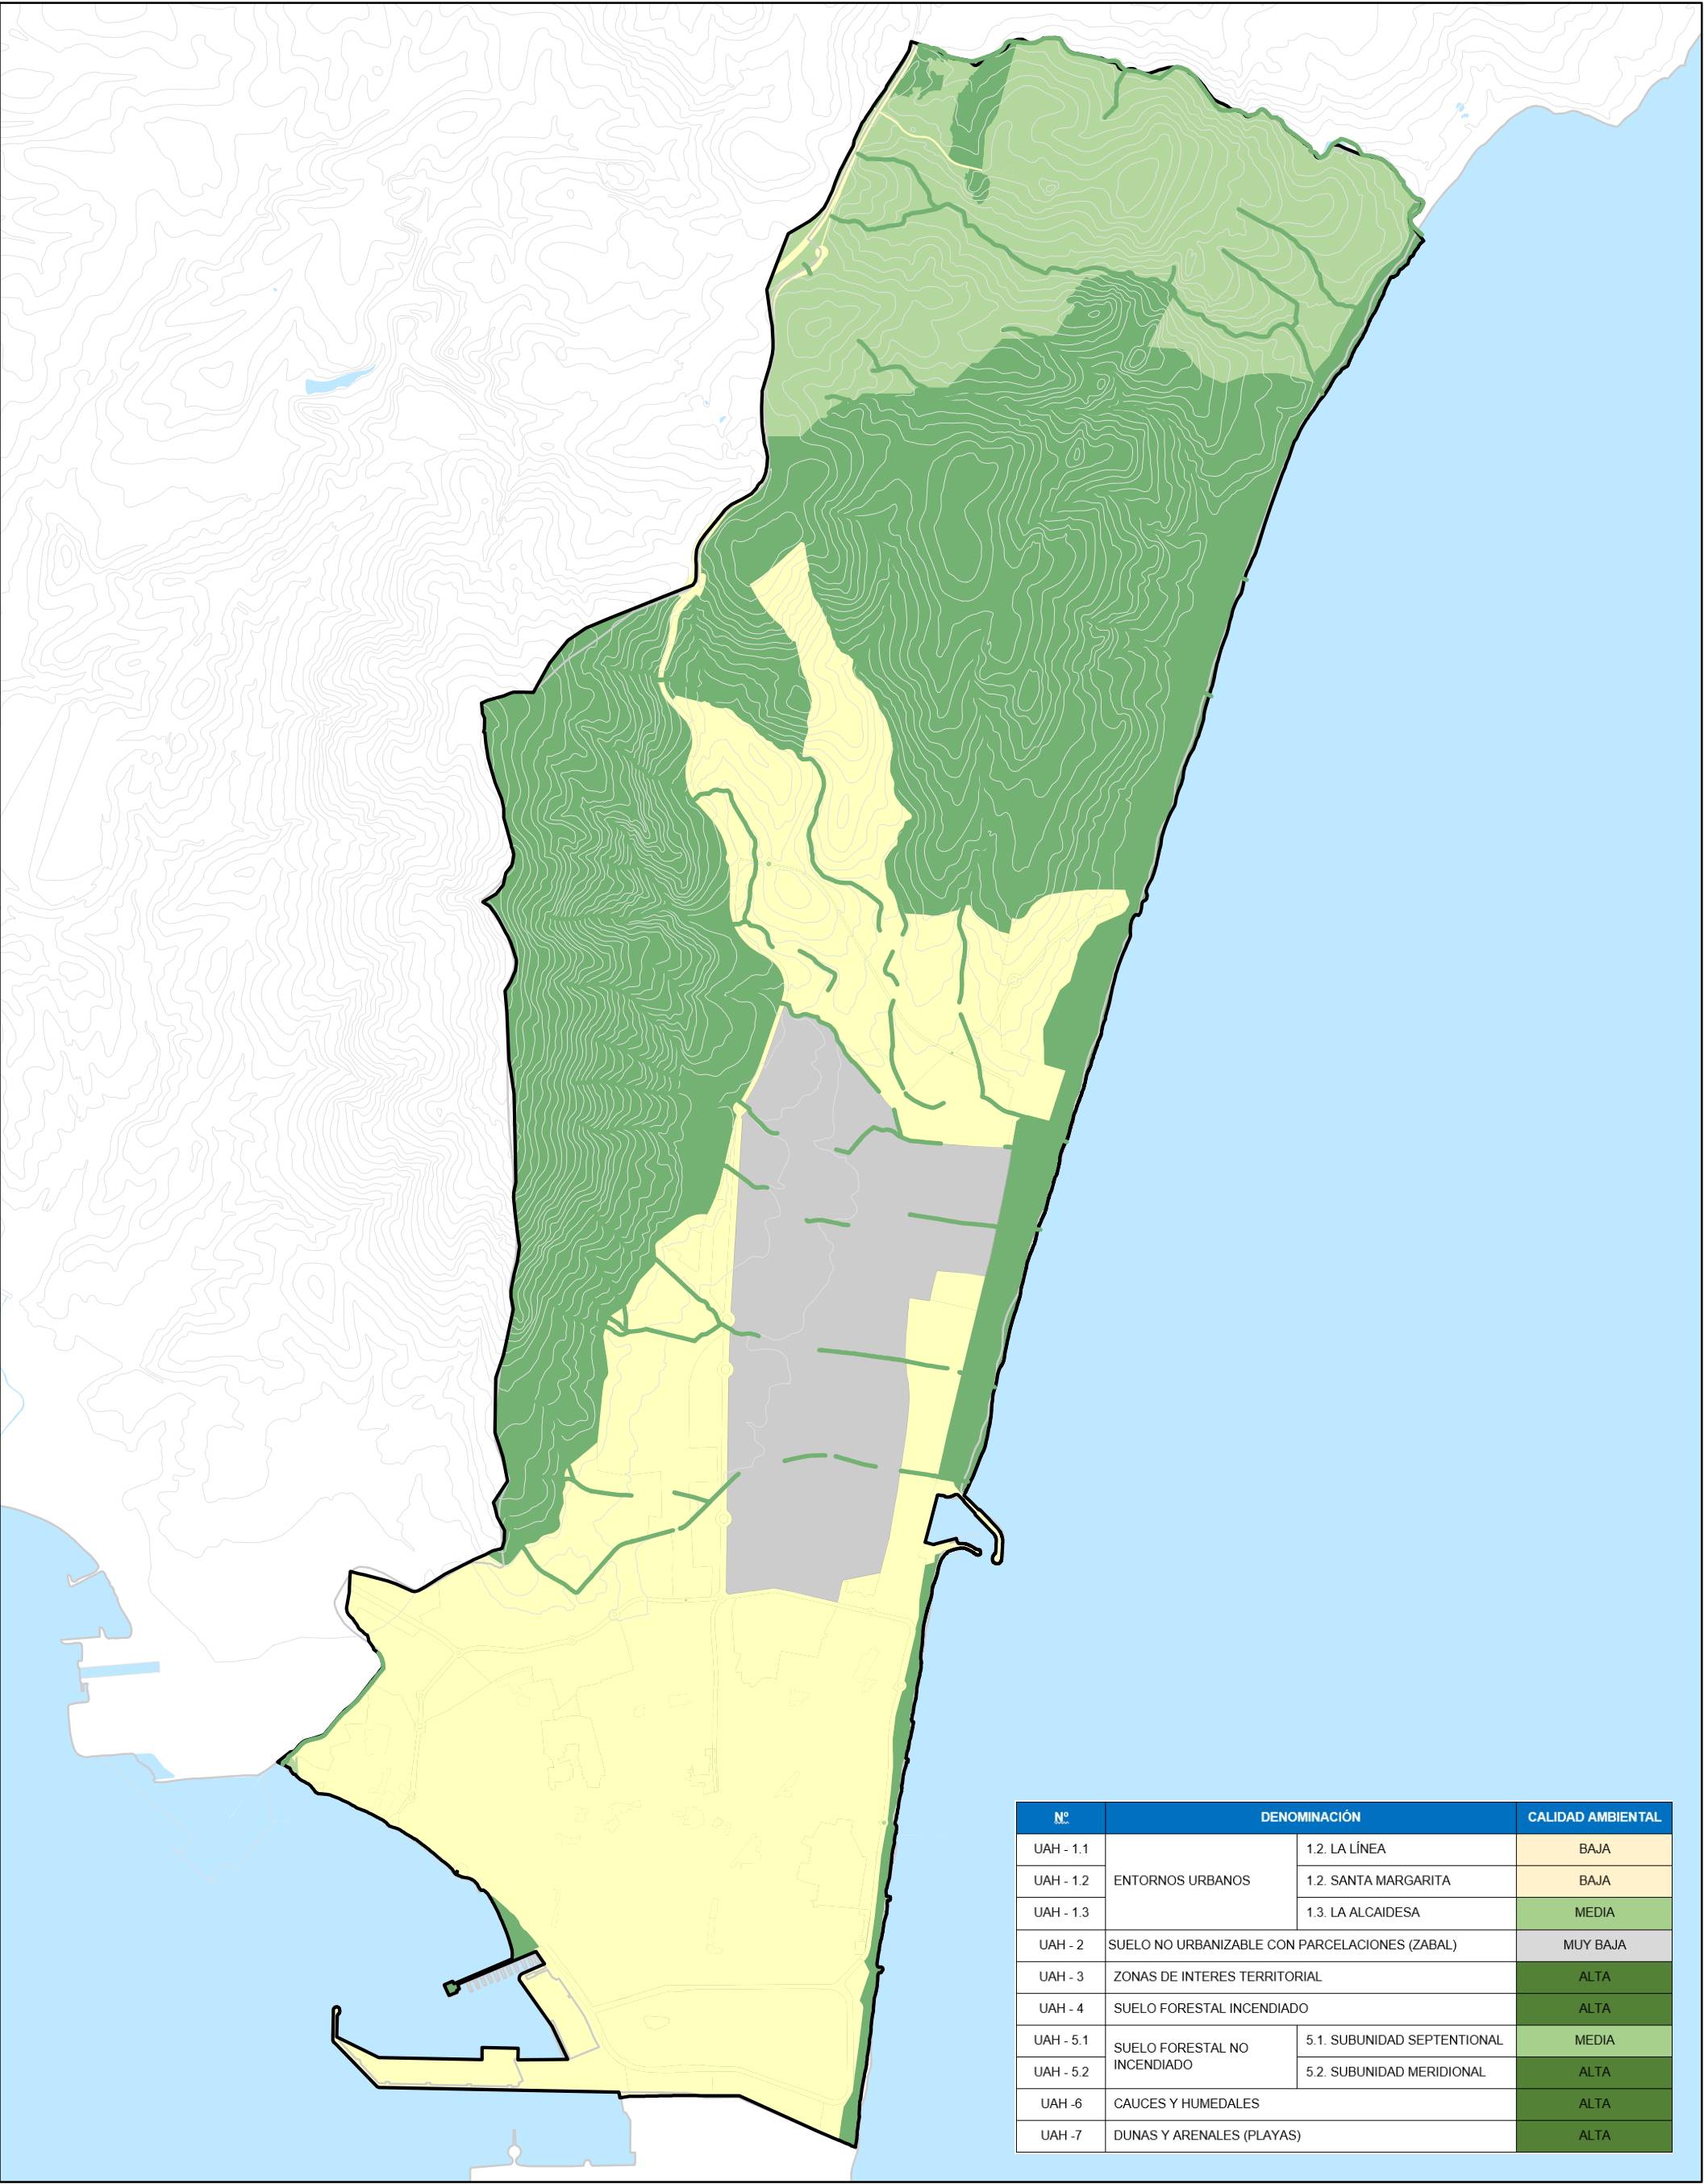 Nº DENOMINACIÓN CALIDAD AMBIENTAL
UAH - 1.1 ENTORNOS URBANOS 1.2. LA LÍNEA BAJA
UAH - 1.2 1.2. SANTA MARGARITA BAJA
UAH - 1.3 1.3. LA ALCAIDESA MEDIA
UAH - 2 SUELO NO URBANIZABLE CON PARCELACIONES (ZABAL) MUY BAJA
UAH - 3 ZONAS DE INTERES TERRITORIAL ALTA
UAH - 4 SUELO FORESTAL INCENDIADO ALTA
UAH - 5.1 SUELO FORESTAL NO INCENDIADO 5.1. SUBUNIDAD SEPTENTIONAL MEDIA
UAH - 5.2 5.2. SUBUNIDAD MERIDIONAL ALTA
UAH -6 CAUCES Y HUMEDALES ALTA
UAH -7 DUNAS Y ARENALES (PLAYAS) ALTA